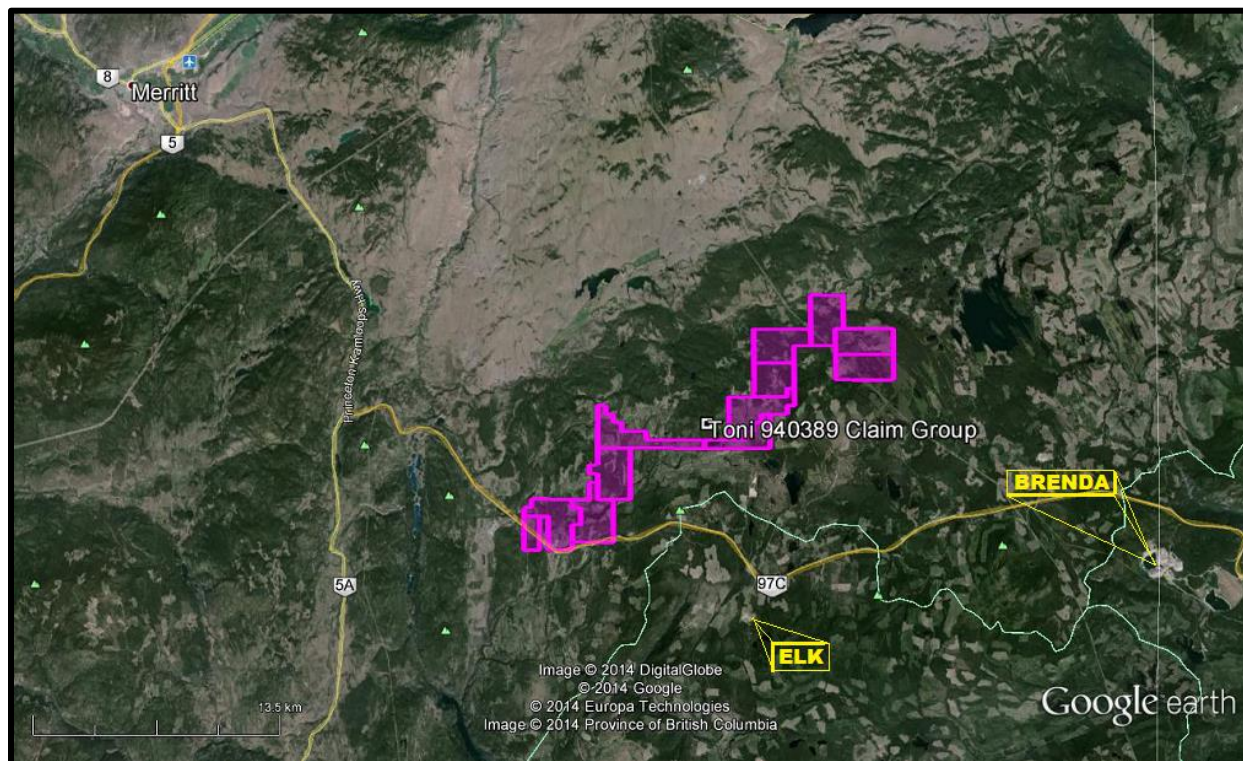 8
Merritt
5
Princeton-Kamloops Hwy
Toni 940389 Claim Group
BRENDA
5A
97C
ELK
13.5 km
Image © 2014 DigitalGlobe
© 2014 Google
© 2014 Europa Technologies
Image © 2014 Province of British Columbia
Google earth